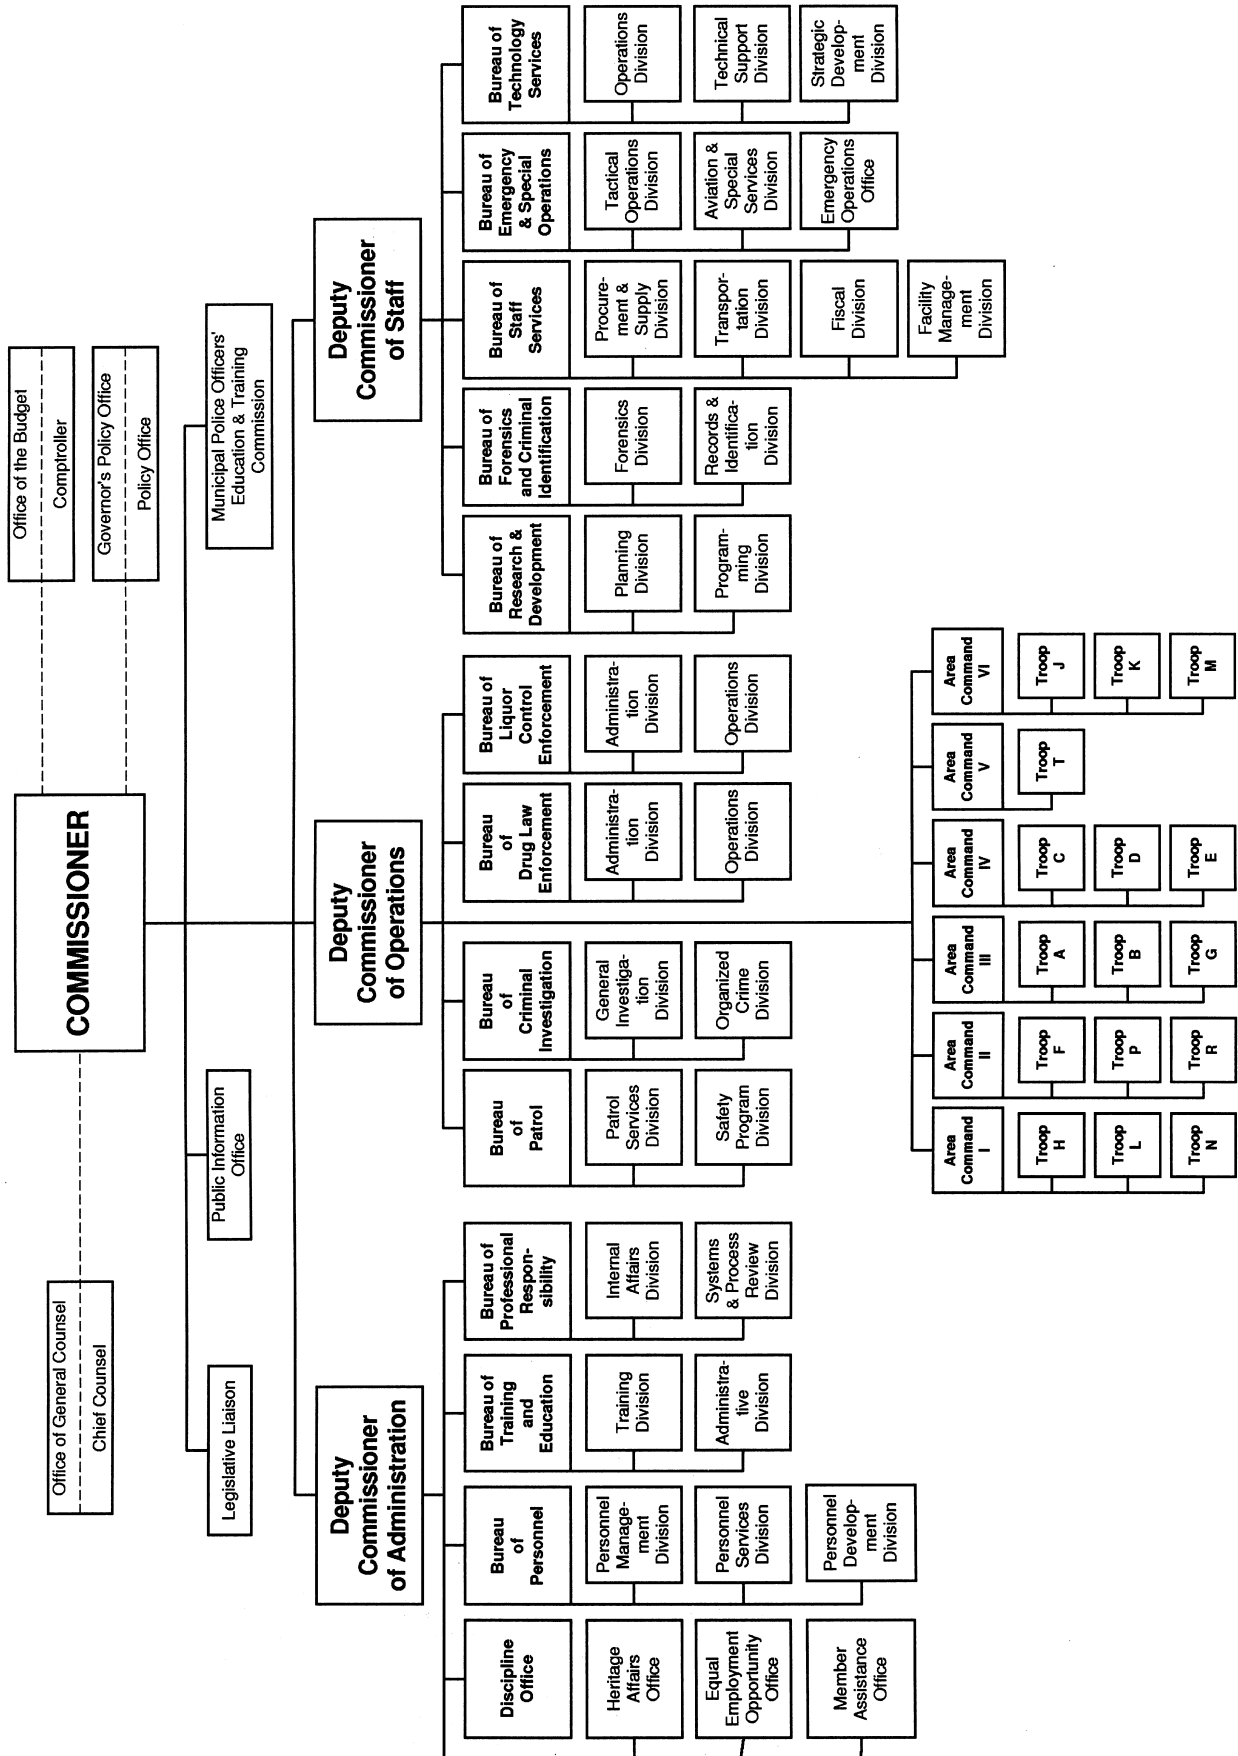 Office of the Budget
Comptroller
Governor's Policy Office
Policy Office
COMMISSIONER
Office of General Counsel
Chief Counsel
Legislative Liaison
Public Information
Office
Municipal Police Officers'
Education & Training
Commission
Deputy
Commissioner
of Administration
Deputy
Commissioner
of Operations
Deputy
Commissioner
of Staff
Discipline
Office
Heritage
Affairs
Office
Equal
Employment
Opportunity
Office
Member
Assistance
Office
Bureau
of
Personnel
Personnel
Manage-
ment
Division
Personnel
Services
Division
Personnel
Develop-
ment
Division
Bureau of
Training
and
Education
Training
Division
Administra-
tive
Division
Bureau of
Professional
Respon-
sibility
Internal
Affairs
Division
Systems
& Process
Review
Division
Bureau
of
Patrol
Patrol
Services
Division
Safety
Program
Division
Bureau
of
Criminal
Investigation
General
Investiga-
tion
Division
Organized
Crime
Division
Bureau
of
Drug Law
Enforcement
Administra-
tion
Division
Operations
Division
Bureau of
Liquor
Control
Enforcement
Administra-
tion
Division
Operations
Division
Area
Command
I
Troop
H
Troop
L
Troop
N
Area
Command
II
Troop
F
Troop
P
Troop
R
Area
Command
III
Troop
A
Troop
B
Troop
G
Area
Command
IV
Troop
C
Troop
D
Troop
E
Area
Command
V
Troop
T
Area
Command
VI
Troop
J
Troop
K
Troop
M
Bureau of
Research &
Development
Planning
Division
Program-
ming
Division
Bureau of
Forensics
and Criminal
Identification
Forensics
Division
Records &
Identifica-
tion
Division
Bureau of
Staff
Services
Procure-
ment &
Supply
Division
Transpor-
tation
Division
Fiscal
Division
Facility
Manage-
ment
Division
Bureau of
Emergency
& Special
Operations
Tactical
Operations
Division
Aviation &
Special
Services
Division
Emergency
Operations
Office
Bureau of
Technology
Services
Operations
Division
Technical
Support
Division
Strategic
Develop-
ment
Division